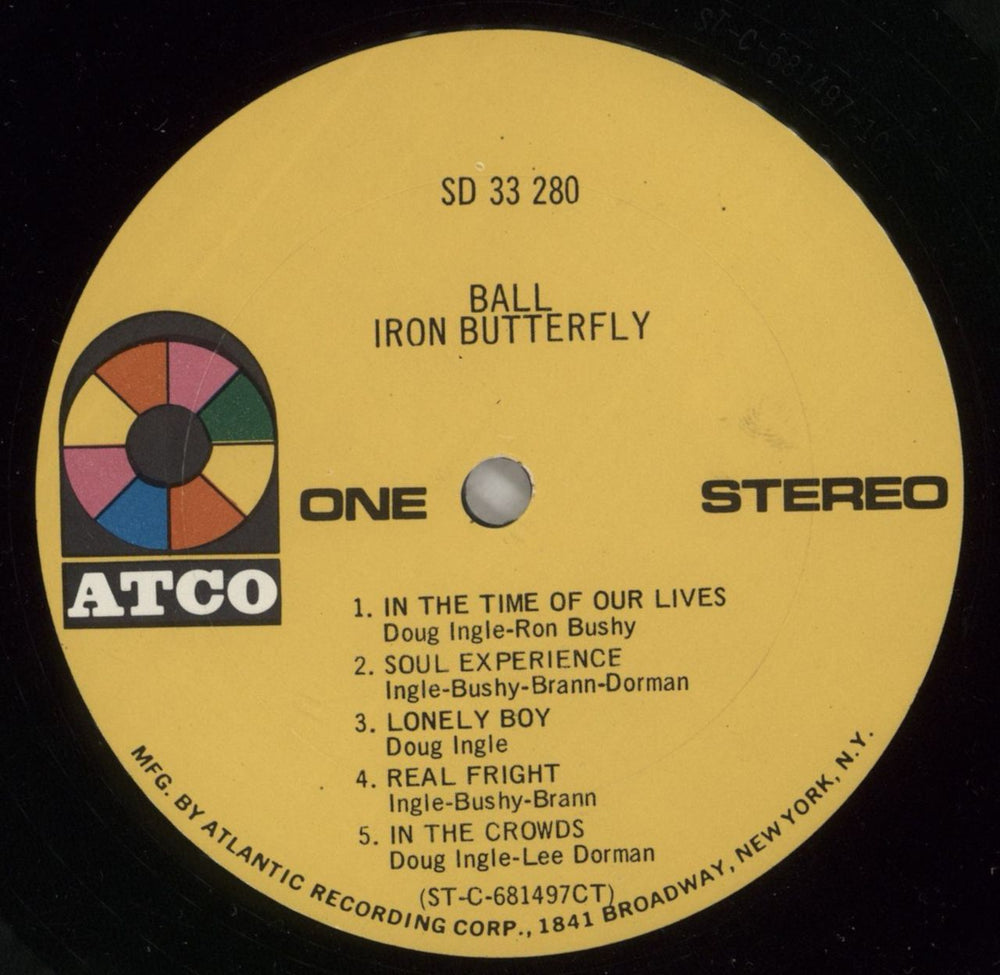 ST-C-681497-1C
SD 33 280
BALL
IRON BUTTERFLY
ONE
STEREO
ATCO
1. IN THE TIME OF OUR LIVES
Doug Ingle-Ron Bushy
2. SOUL EXPERIENCE
Ingle-Bushy-Brann-Dorman
3. LONELY BOY
Doug Ingle
4. REAL FRIGHT
Ingle-Bushy-Brann
5. IN THE CROWDS
Doug Ingle-Lee Dorman
(ST-C-681497CT)
MFG. BY ATLANTIC RECORDING CORP., 1841 BROADWAY, NEW YORK, N.Y.